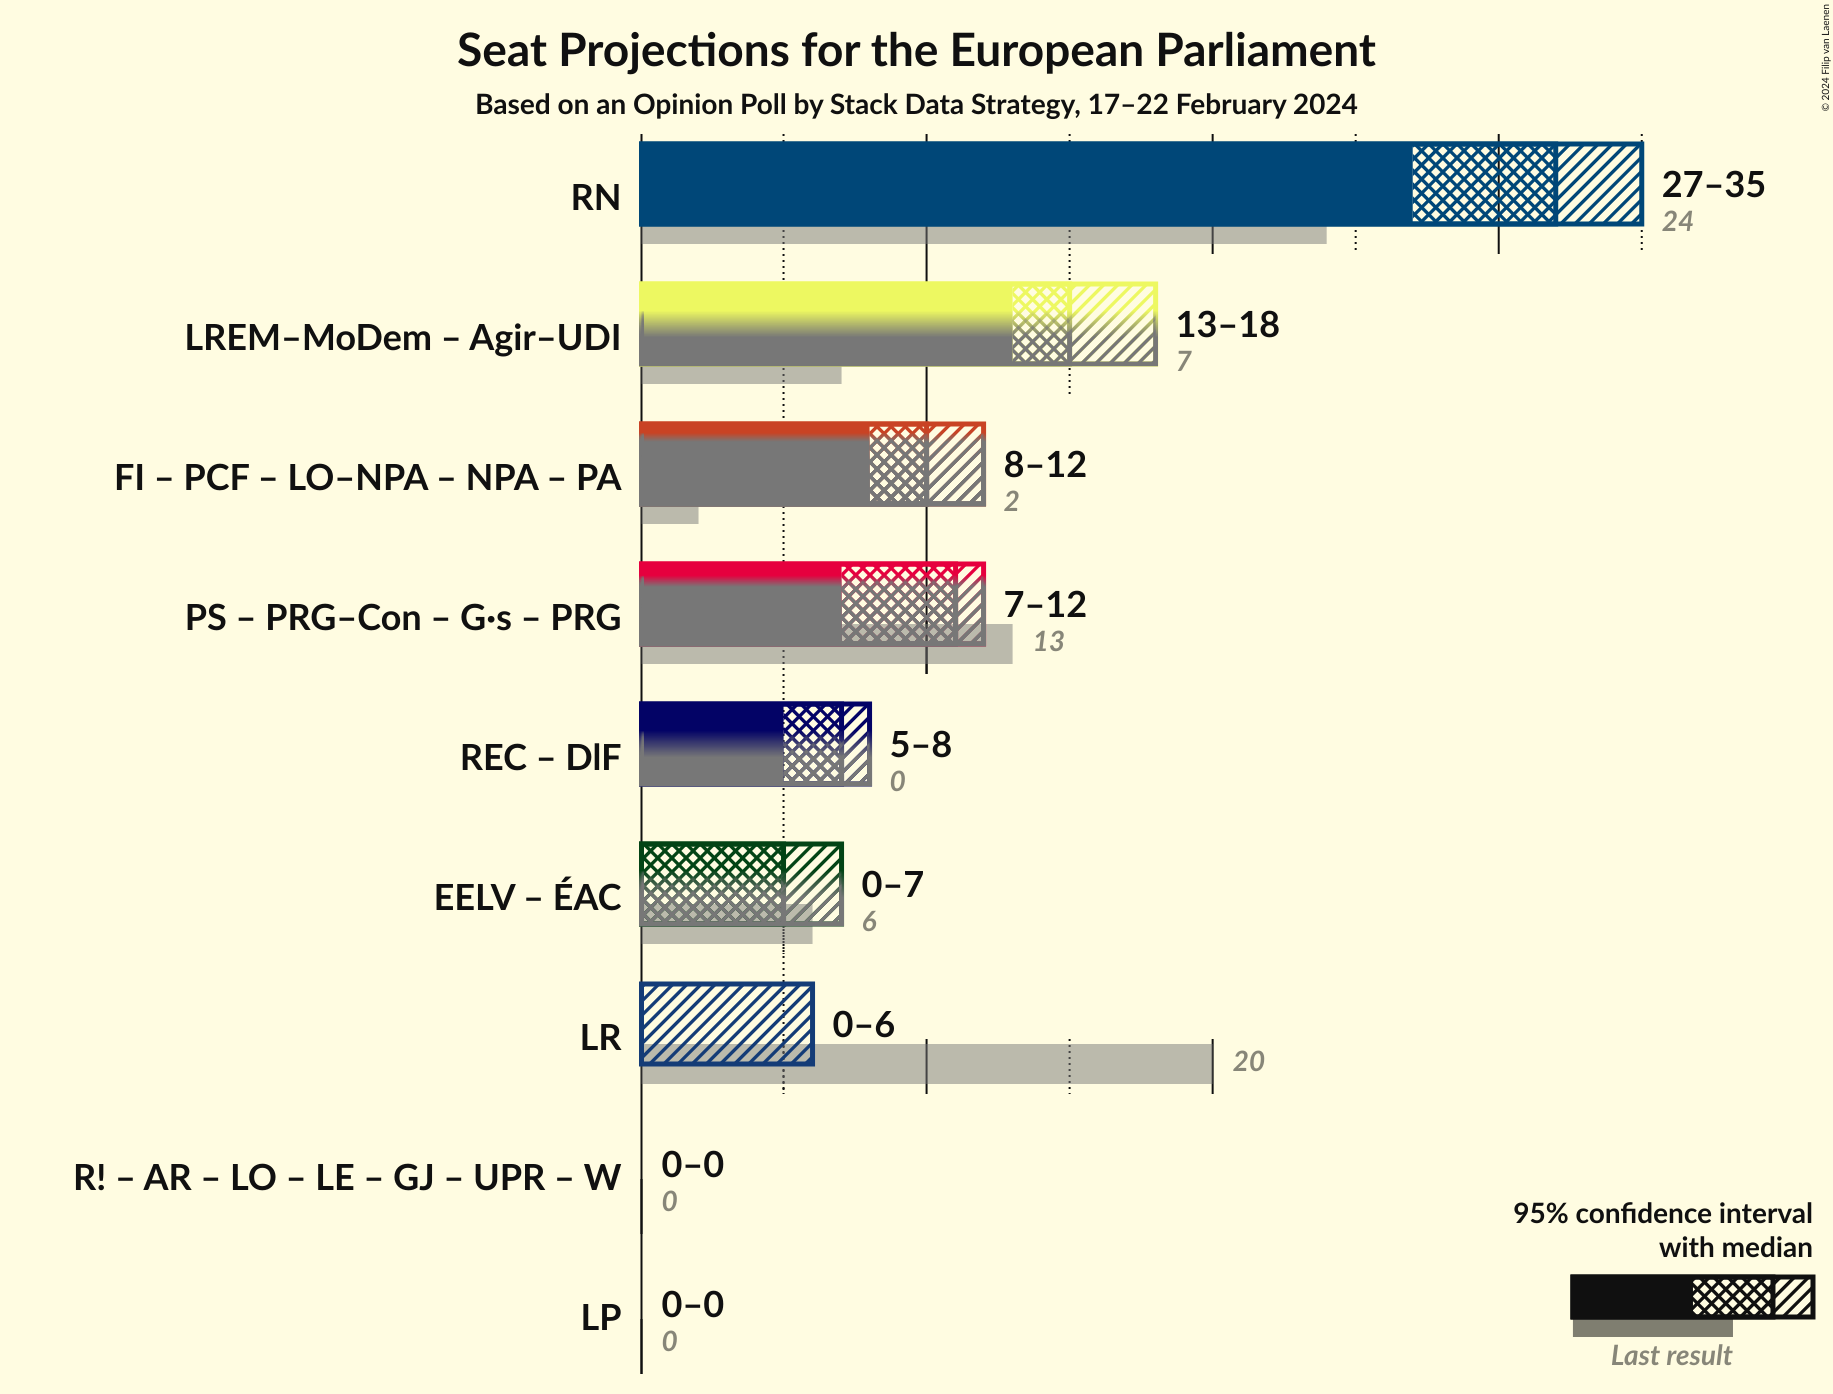 Seat Projections for the European Parliament
Based on an Opinion Poll by Stack Data Strategy, 17–22 February 2024
© 2024 Filip van Laenen
RN
27–35
24
LREM–MoDem – Agir–UDI
13–18
7
FI – PCF – LO–NPA – NPA – PA
8–12
2
PS – PRG–Con – G·s – PRG
7–12
13
REC – DlF
5–8
0
EELV – ÉAC
0–7
6
LR
0–6
20
R! – AR – LO – LE – GJ – UPR – W
0–0
0
LP
0–0
0
95% confidence interval
with median
Last result